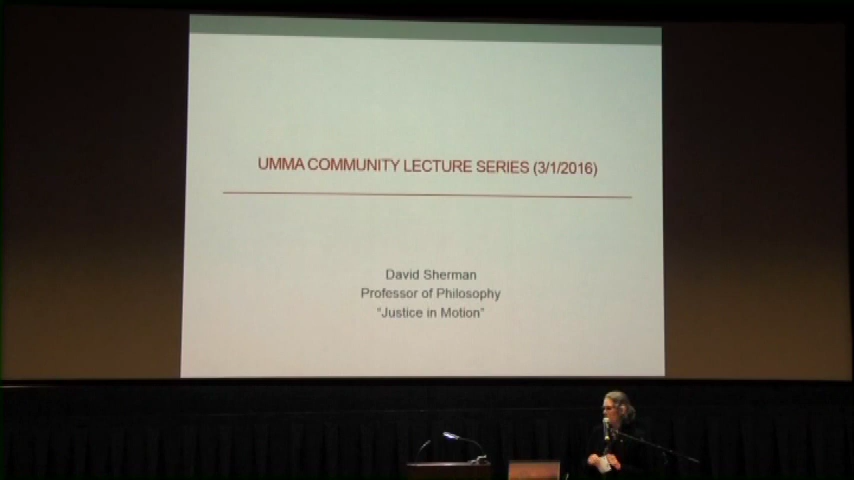 UMMA COMMUNITY LECTURE SERIES (3/1/2016)
David Sherman
Professor of Philosophy
"Justice in Motion"